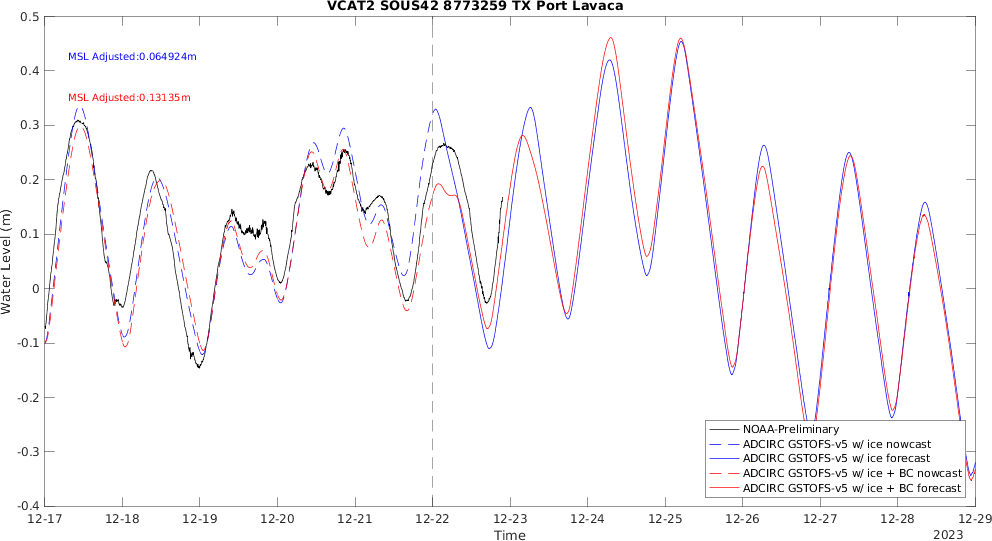 VCAT2 SOUS42 8773259 TX Port Lavaca
0.5
0.4
0.3
0.2
0.1
0
-0.1
-0.2
-0.3
-0.4
Water Level (m)
MSL Adjusted:0.064924m
MSL Adjusted:0.13135m
NOAA-Preliminary
ADCIRC GSTOFS-v5 w/ ice nowcast
ADCIRC GSTOFS-v5 w/ ice forecast
ADCIRC GSTOFS-v5 w/ ice + BC nowcast
ADCIRC GSTOFS-v5 w/ ice + BC forecast
12-17 12-18 12-19 12-20 12-21 12-22 12-23 12-24 12-25 12-26 12-27 12-28 12-29
Time
2023